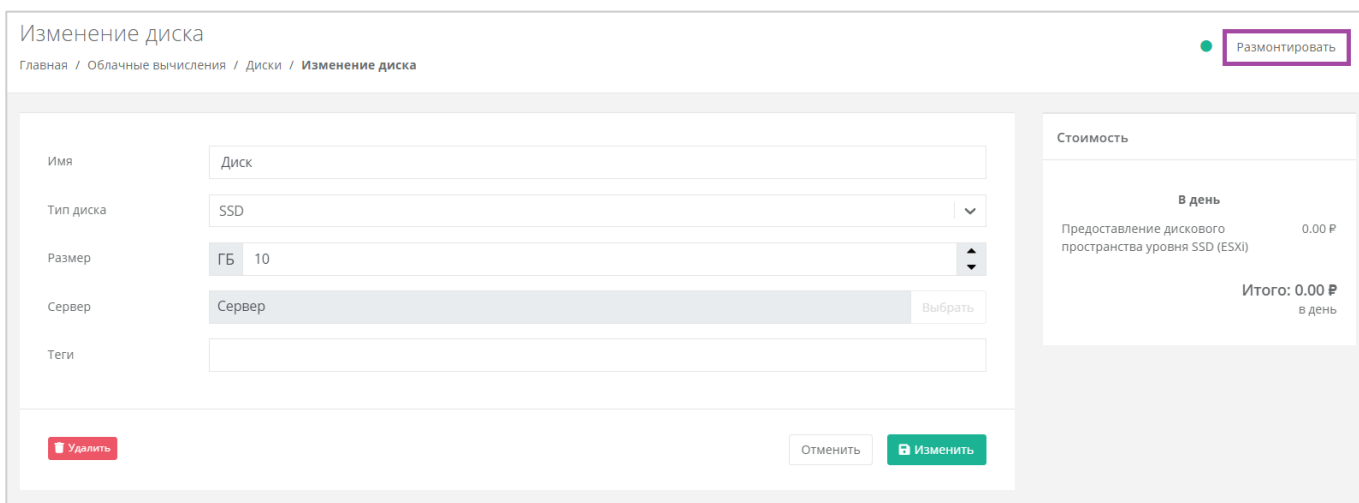 Изменение диска
Размонтировать
Главная / Облачные вычисления / Диски / Изменение диска
Имя
Диск
Тип диска
SSD
Размер
ГБ 10
Сервер
Сервер
Выбрать
Теги
Удалить
Отменить
Изменить
Стоимость
В день
Предоставление дискового 0.00 ₽
пространства уровня SSD (ESXi)
Итого: 0.00 ₽
в день